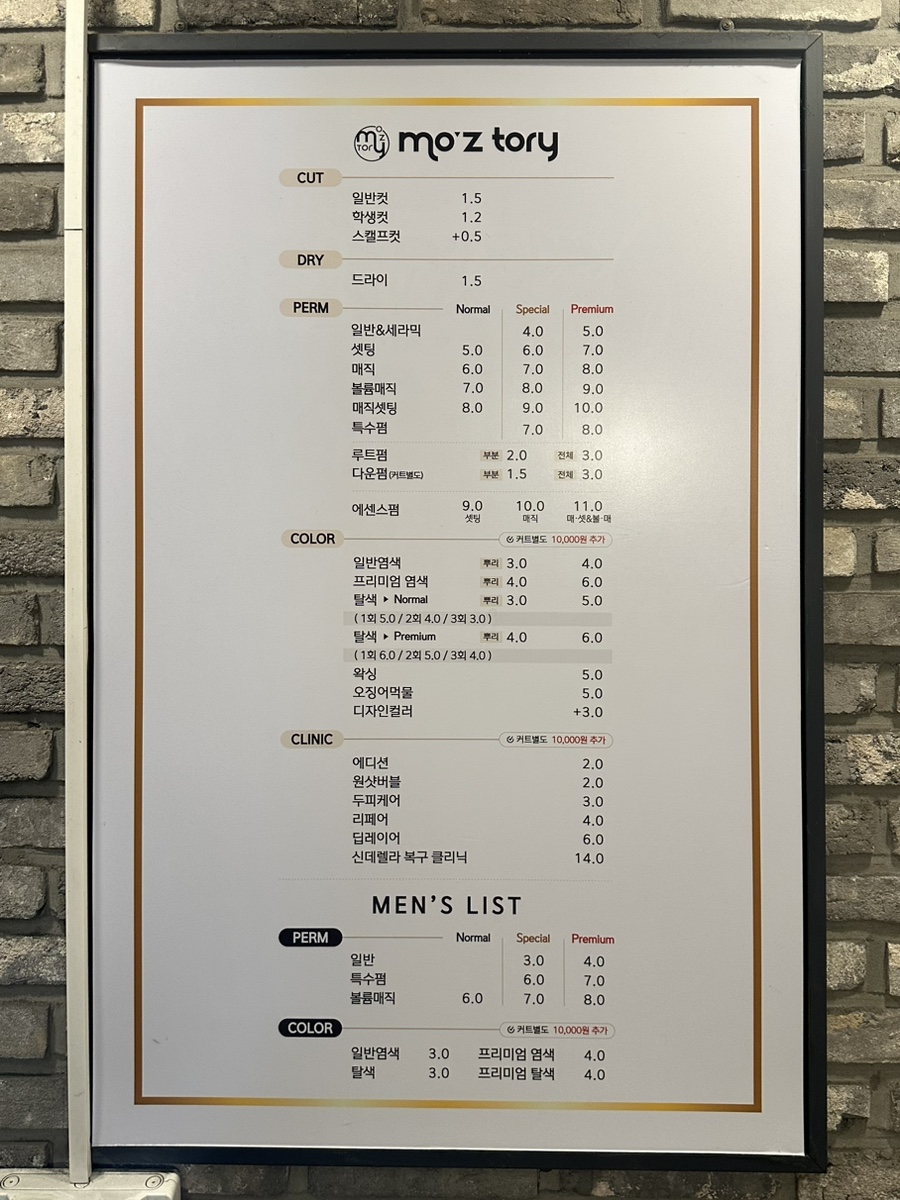 mo'z tory
CUT
일반컷 1.5
학생컷 1.2
스캘프컷 +0.5
DRY
드라이 1.5
PERM Normal Special Premium
일반&세라믹 4.0 5.0
셋팅 5.0 6.0 7.0
매직 6.0 7.0 8.0
볼륨매직 7.0 8.0 9.0
매직셋팅 8.0 9.0 10.0
특수펌 7.0 8.0
루트펌 부분 2.0 전체 3.0
다운펌(커트별도) 부분 1.5 전체 3.0
에센스펌 9.0 10.0 11.0
셋팅 매직 매·셋&볼·매
COLOR 커트별도 10,000원 추가
일반염색 뿌리 3.0 4.0
프리미엄 염색 뿌리 4.0 6.0
탈색 ▶ Normal 뿌리 3.0 5.0
( 1회 5.0 / 2회 4.0 / 3회 3.0 )
탈색 ▶ Premium 뿌리 4.0 6.0
( 1회 6.0 / 2회 5.0 / 3회 4.0 )
왁싱 5.0
오징어먹물 5.0
디자인컬러 +3.0
CLINIC 커트별도 10,000원 추가
에디션 2.0
원샷버블 2.0
두피케어 3.0
리페어 4.0
딥레이어 6.0
신데렐라 복구 클리닉 14.0
MEN'S LIST
PERM Normal Special Premium
일반 3.0 4.0
특수펌 6.0 7.0
볼륨매직 6.0 7.0 8.0
COLOR 커트별도 10,000원 추가
일반염색 3.0 프리미엄 염색 4.0
탈색 3.0 프리미엄 탈색 4.0